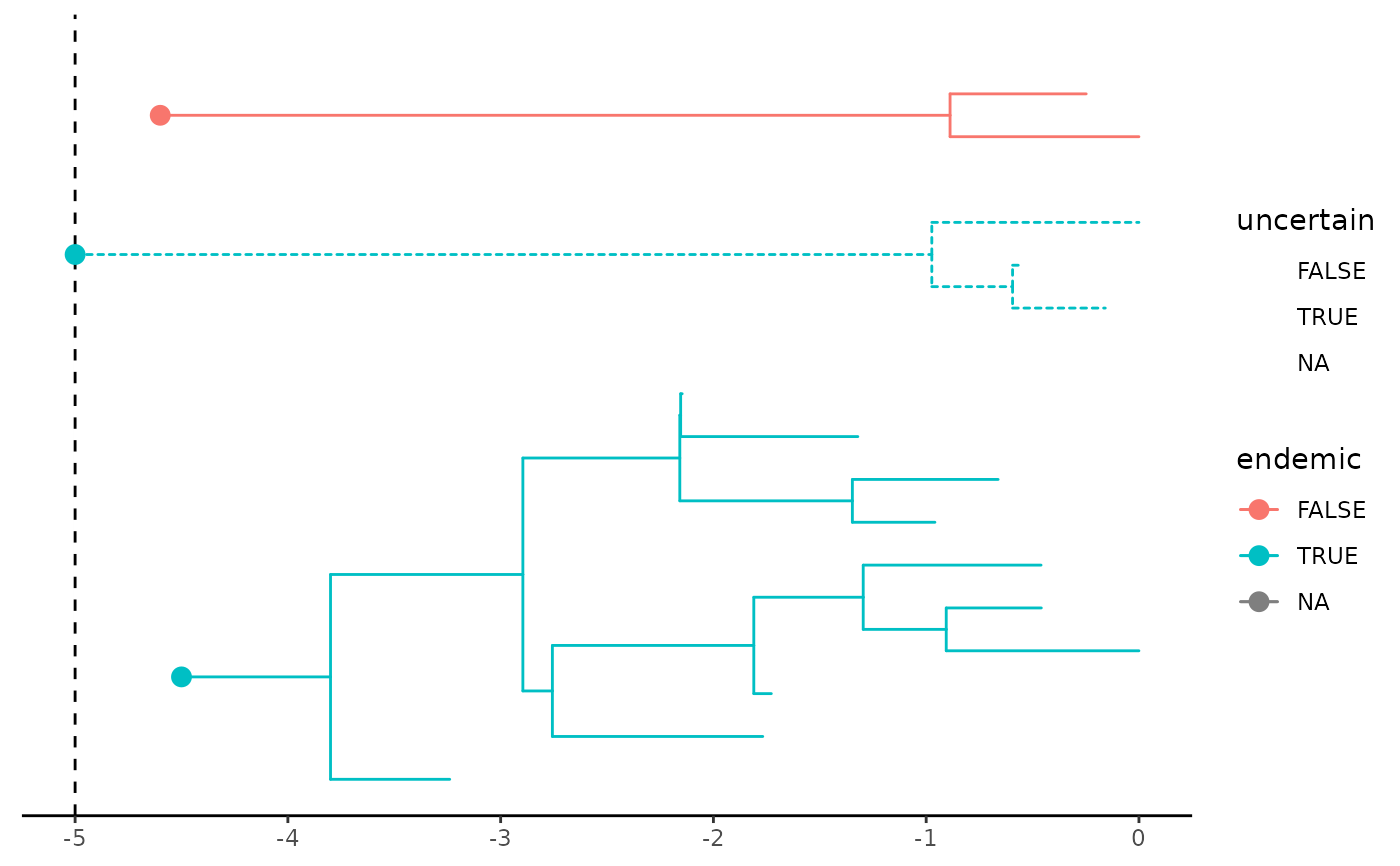 uncertain
FALSE
TRUE
NA
endemic
FALSE
TRUE
NA
-5 -4 -3 -2 -1 0